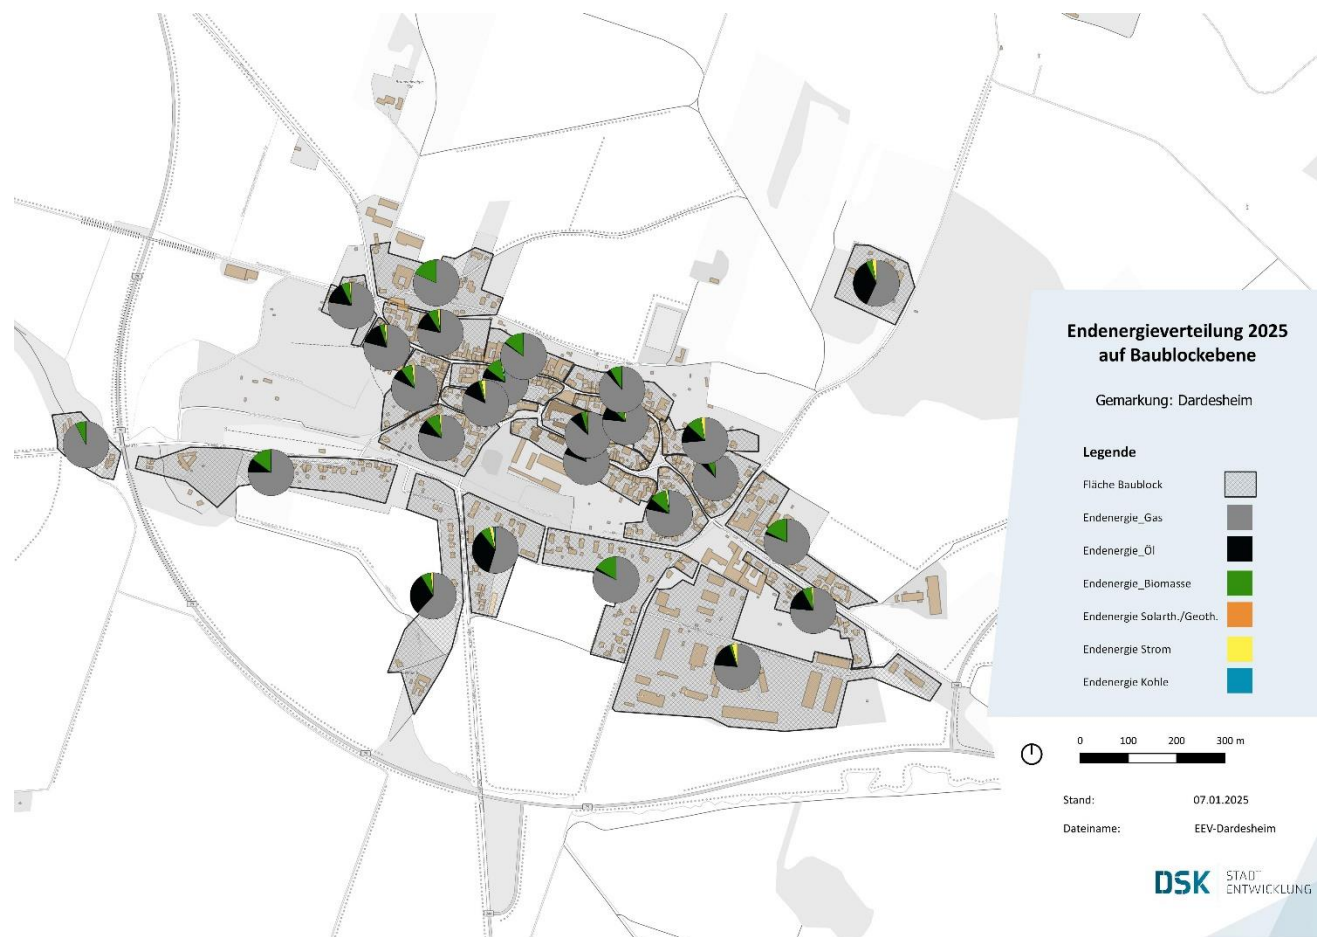 Endenergieverteilung 2025
auf Baublockebene
Gemarkung: Dardesheim
Legende
Fläche Baublock
Endenergie_Gas
Endenergie_Öl
Endenergie_Biomasse
Endenergie Solarth./Geoth.
Endenergie Strom
Endenergie Kohle
0 100 200 300 m
Stand: 07.01.2025
Dateiname: EEV-Dardesheim
DSK STADT
ENTWICKLUNG